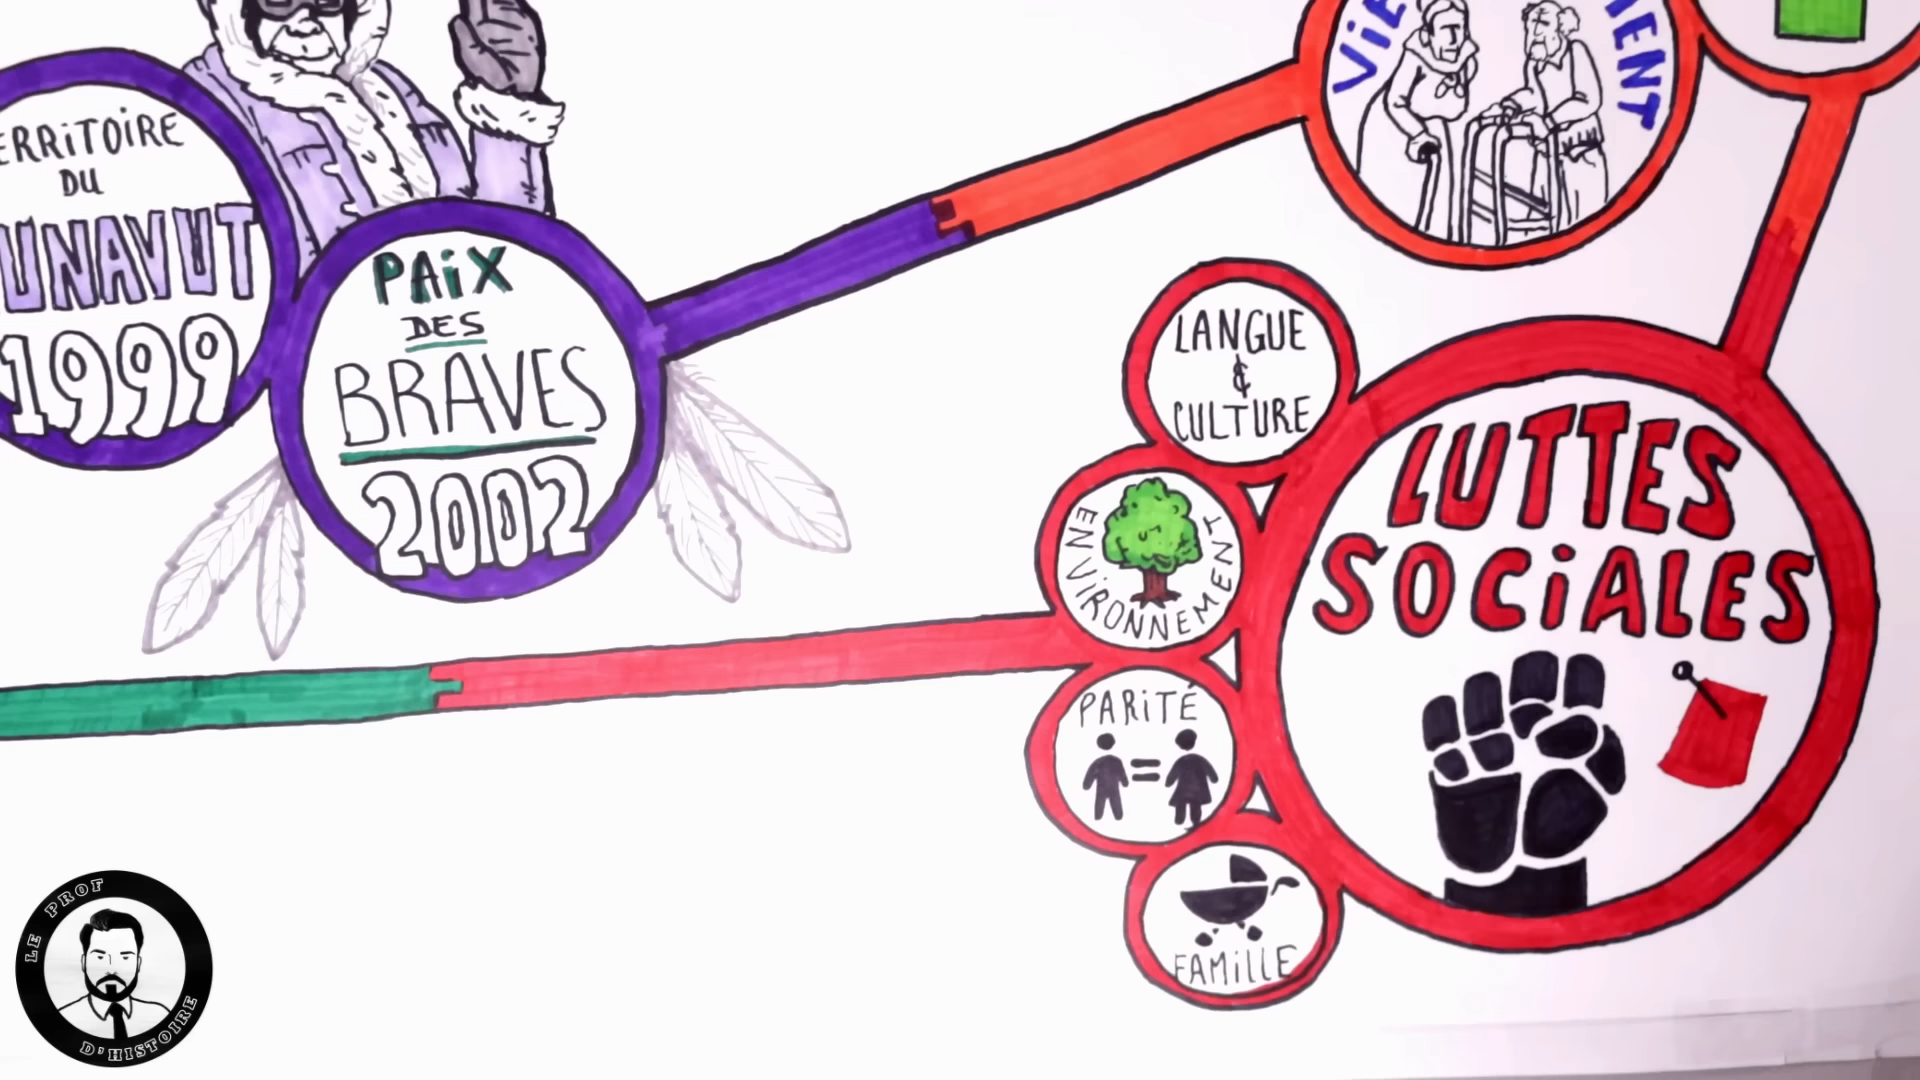 ERRiTOiRE
DU
UNAVUT
1999
PAiX
DES
BRAVES
2002
LANGUE
&
CULTURE
ENViRONNEMENT
PARiTÉ
=
FAMiLLE
LUTTES
SOCiALES
LE PROF
D'HISTOIRE